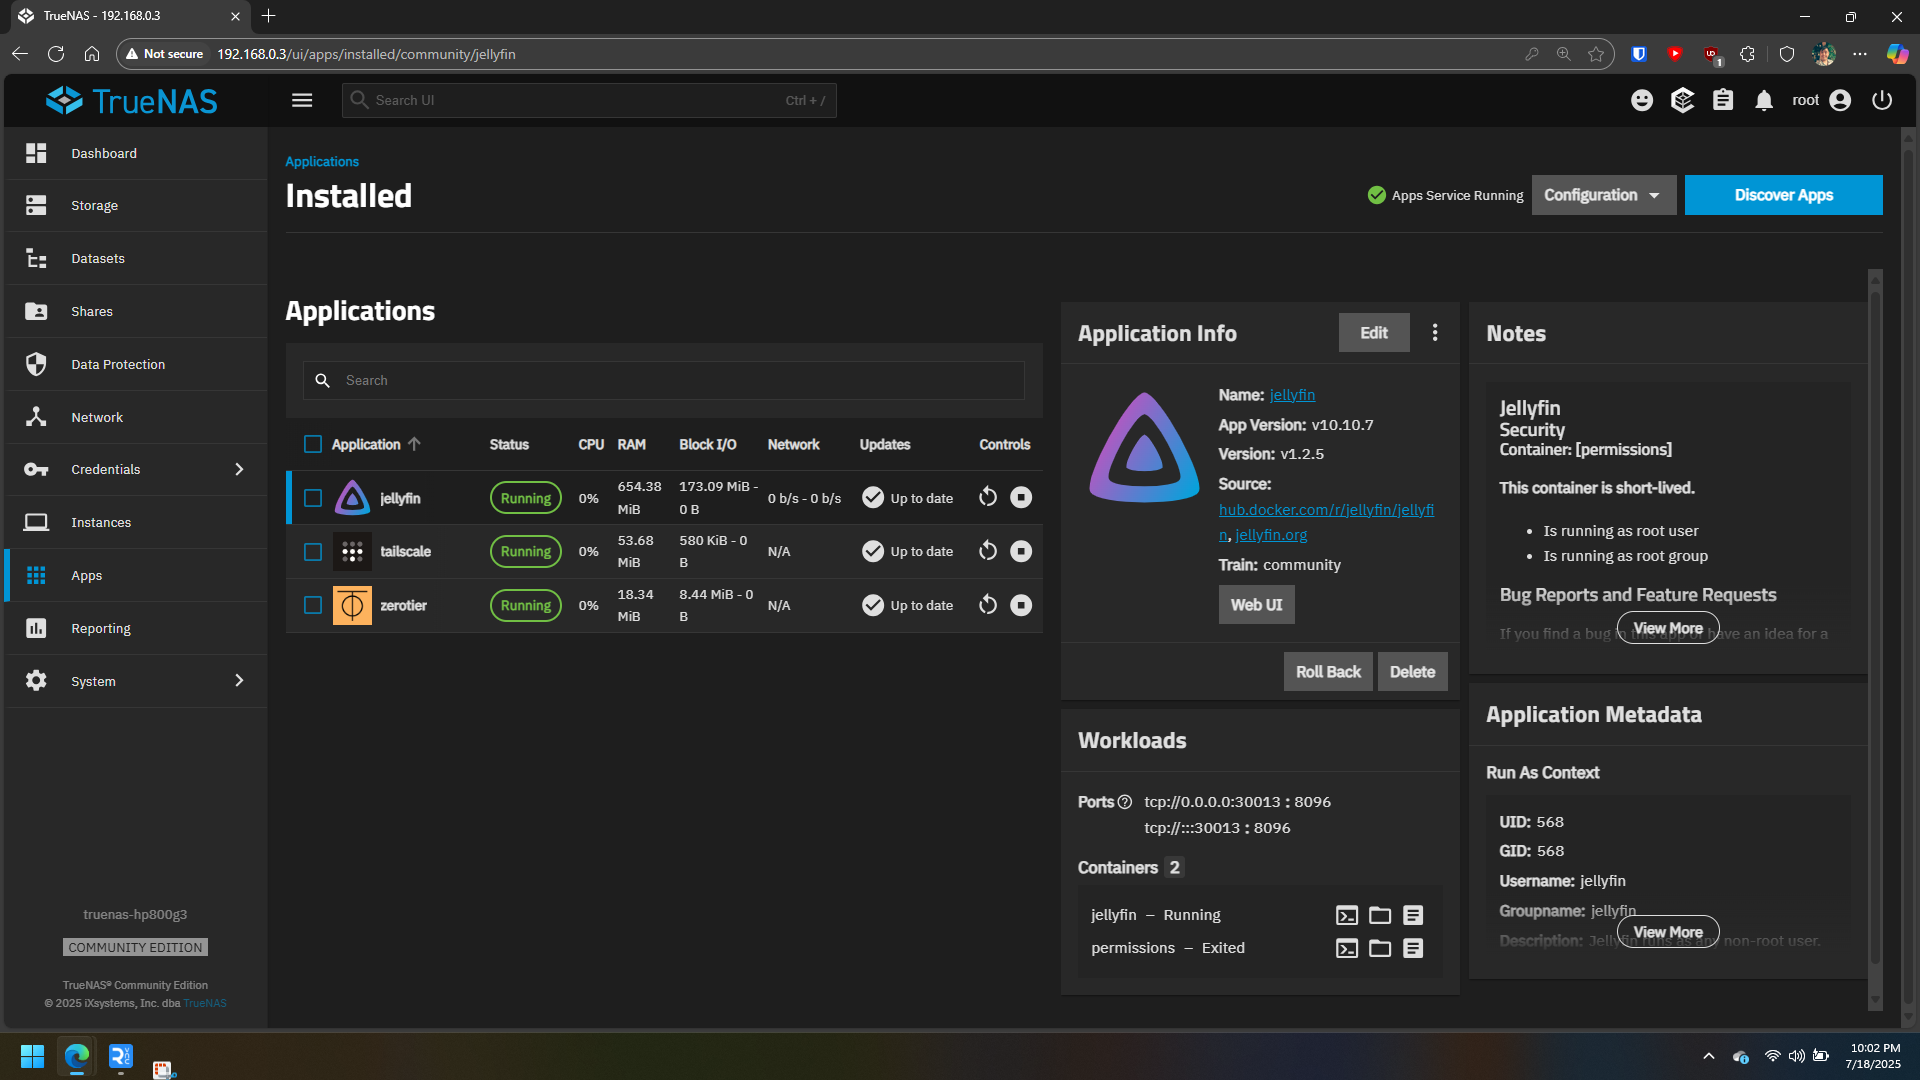 TrueNAS - 192.168.0.3
Not secure
192.168.0.3/ui/apps/installed/community/jellyfin
1
TrueNAS
Search UI
Ctrl + /
root
Dashboard
Storage
Datasets
Shares
Data Protection
Network
Credentials
Instances
Apps
Reporting
System
truenas-hp800g3
COMMUNITY EDITION
TrueNAS® Community Edition
© 2025 iXsystems, Inc. dba TrueNAS
Applications
Installed
Apps Service Running
Configuration
Discover Apps
Applications
Search
Application Status CPU RAM Block I/O Network Updates Controls
jellyfin Running 0% 654.38 MiB 173.09 MiB - 0 B 0 b/s - 0 b/s Up to date
tailscale Running 0% 53.68 MiB 580 KiB - 0 B N/A Up to date
zerotier Running 0% 18.34 MiB 8.44 MiB - 0 B N/A Up to date
Application Info
Edit
Name: jellyfin
App Version: v10.10.7
Version: v1.2.5
Source:
hub.docker.com/r/jellyfin/jellyfi
n, jellyfin.org
Train: community
Web UI
Roll Back
Delete
Workloads
Ports
tcp://0.0.0.0:30013 : 8096
tcp://:::30013 : 8096
Containers 2
jellyfin – Running
permissions – Exited
Notes
Jellyfin
Security
Container: [permissions]
This container is short-lived.
Is running as root user
Is running as root group
Bug Reports and Feature Requests
If you find a bug in this app or have an idea for a
View More
Application Metadata
Run As Context
UID: 568
GID: 568
Username: jellyfin
Groupname: jellyfin
Description: Jellyfin runs as any non-root user.
View More
10:02 PM
7/18/2025